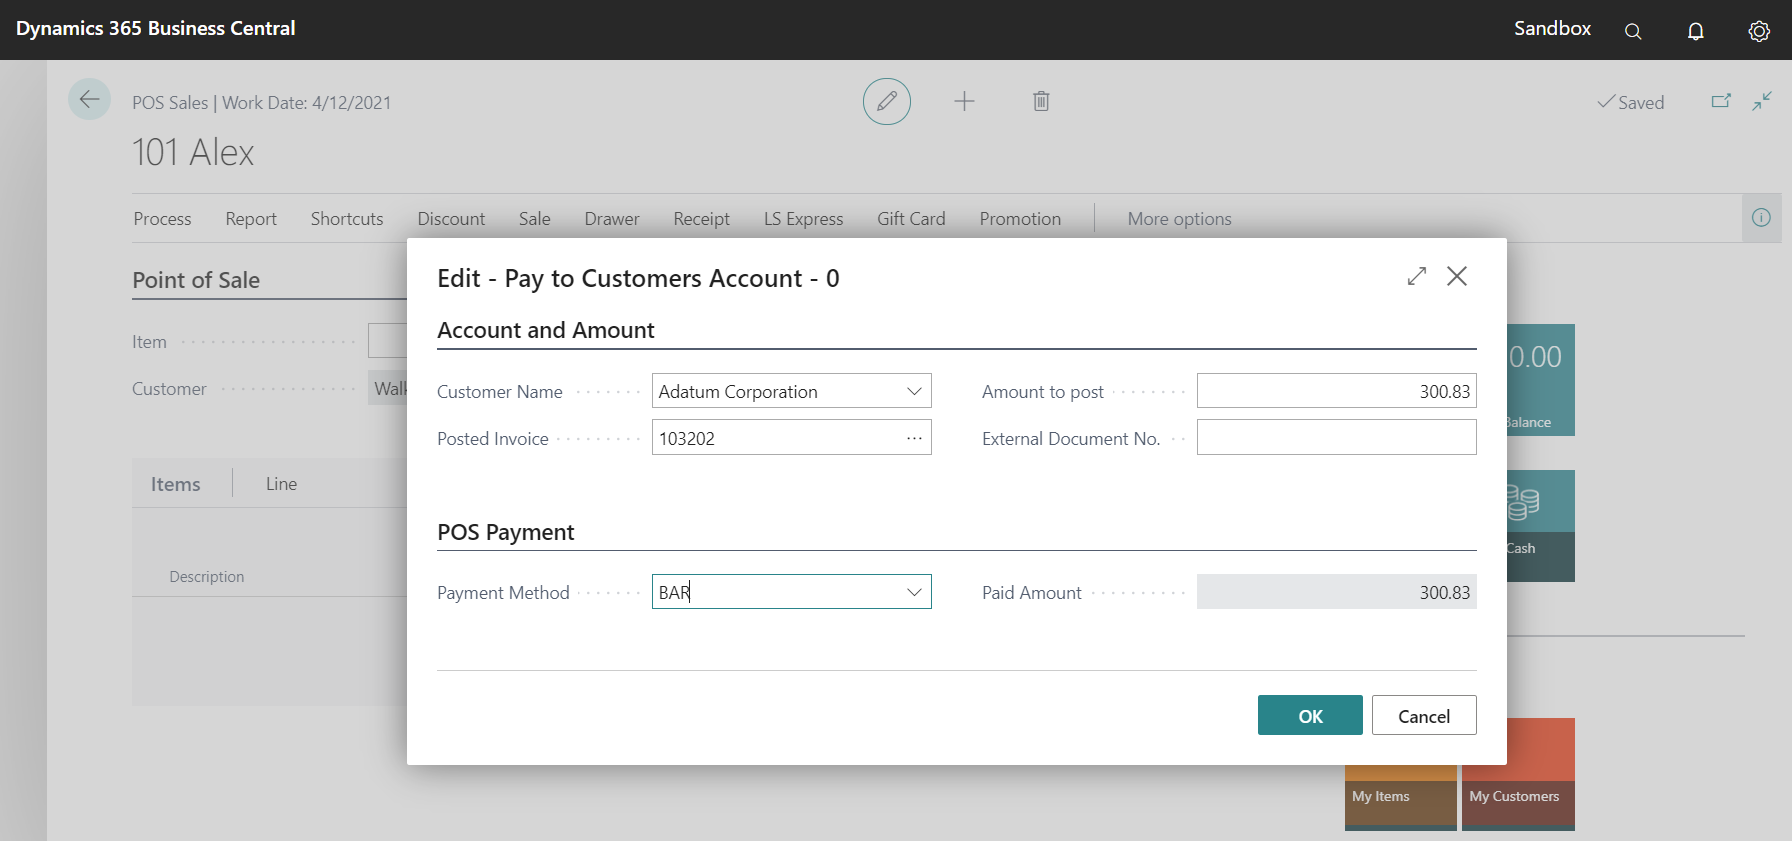 Dynamics 365 Business Central
Sandbox
POS Sales | Work Date: 4/12/2021
Saved
101 Alex
Process Report Shortcuts Discount Sale Drawer Receipt LS Express Gift Card Promotion More options
Point of Sale
Item
Customer
Items Line
Description
Edit - Pay to Customers Account - 0
Account and Amount
Customer Name Adatum Corporation Amount to post 300.83
Posted Invoice 103202 External Document No.
POS Payment
Payment Method BAR Paid Amount 300.83
OK Cancel
0.00
Balance
Cash
My Items My Customers